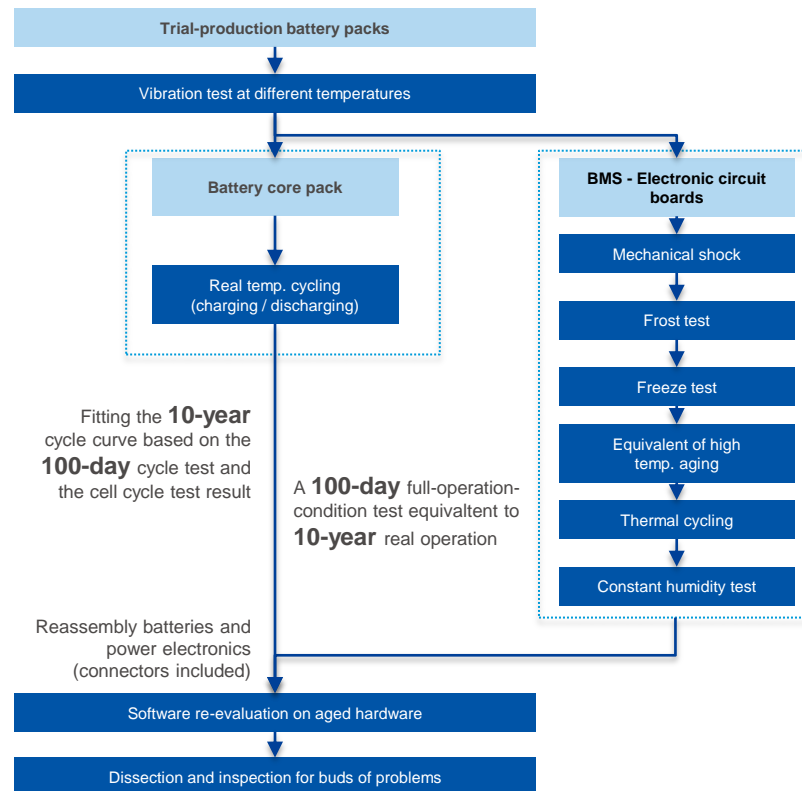 Trial-production battery packs
Vibration test at different temperatures
Battery core pack
Real temp. cycling
(charging / discharging)
BMS - Electronic circuit
boards
Mechanical shock
Frost test
Freeze test
Equivalent of high
temp. aging
Thermal cycling
Constant humidity test
Fitting the 10-year
cycle curve based on the
100-day cycle test and
the cell cycle test result
A 100-day full-operation-
condition test equivaltent to
10-year real operation
Reassembly batteries and
power electronics
(connectors included)
Software re-evaluation on aged hardware
Dissection and inspection for buds of problems